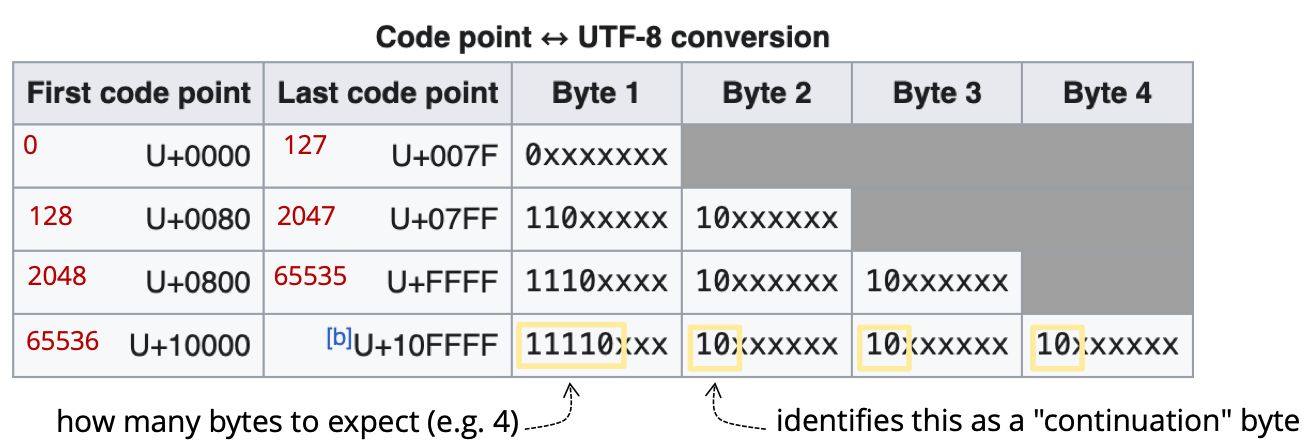 Code point ↔ UTF-8 conversion
First code point Last code point Byte 1 Byte 2 Byte 3 Byte 4
0 U+0000 127 U+007F 0xxxxxxx
128 U+0080 2047 U+07FF 110xxxxx 10xxxxxx
2048 U+0800 65535 U+FFFF 1110xxxx 10xxxxxx 10xxxxxx
65536 U+10000 [b]U+10FFFF 11110xxx 10xxxxxx 10xxxxxx 10xxxxxx
how many bytes to expect (e.g. 4) identifies this as a "continuation" byte